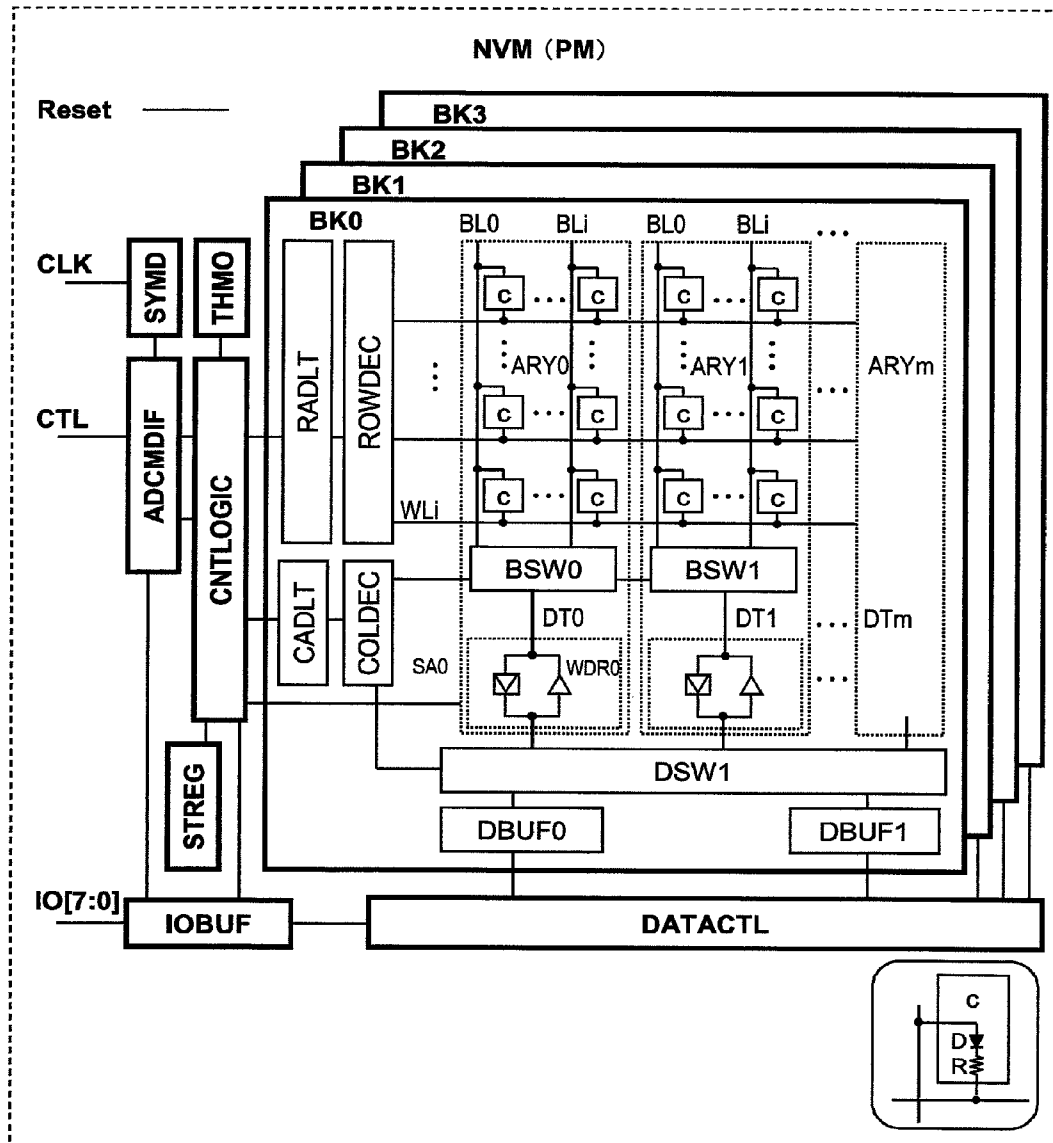 NVM (PM)
Reset
BK3
BK2
BK1
BK0
BL0 BLi BL0 BLi ...
CLK
SYMD
THMO
C ... C ... C ... C
RADLT
ROWDEC
ARY0
ARY1
ARYm
CTL
ADCMDIF
CNTLOGIC
C ... C ... C ... C
WLi
C ... C ... C ... C
BSW0
BSW1
CADLT
COLDEC
DT0
DT1
... DTm
SA0
WDR0
STREG
DSW1
DBUF0
DBUF1
IO[7:0]
IOBUF
DATACTL
C
D
R